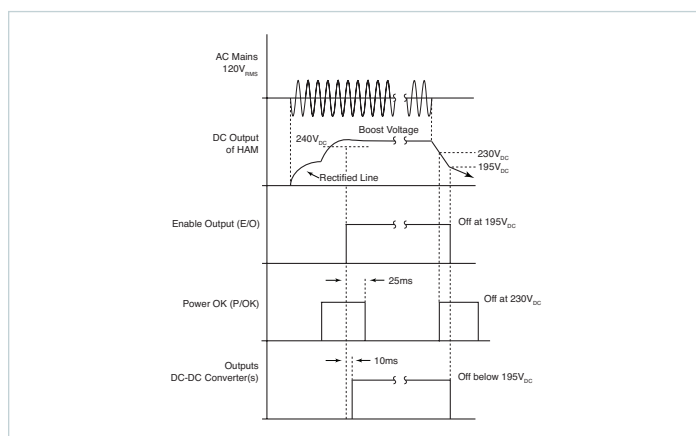 AC Mains
120VRMS
DC Output
of HAM
240VDC
Boost Voltage
230VDC
195VDC
Rectified Line
Enable Output (E/O)
Off at 195VDC
25ms
Power OK (P/OK)
Off at 230VDC
10ms
Outputs
DC-DC Converter(s)
Off below 195VDC